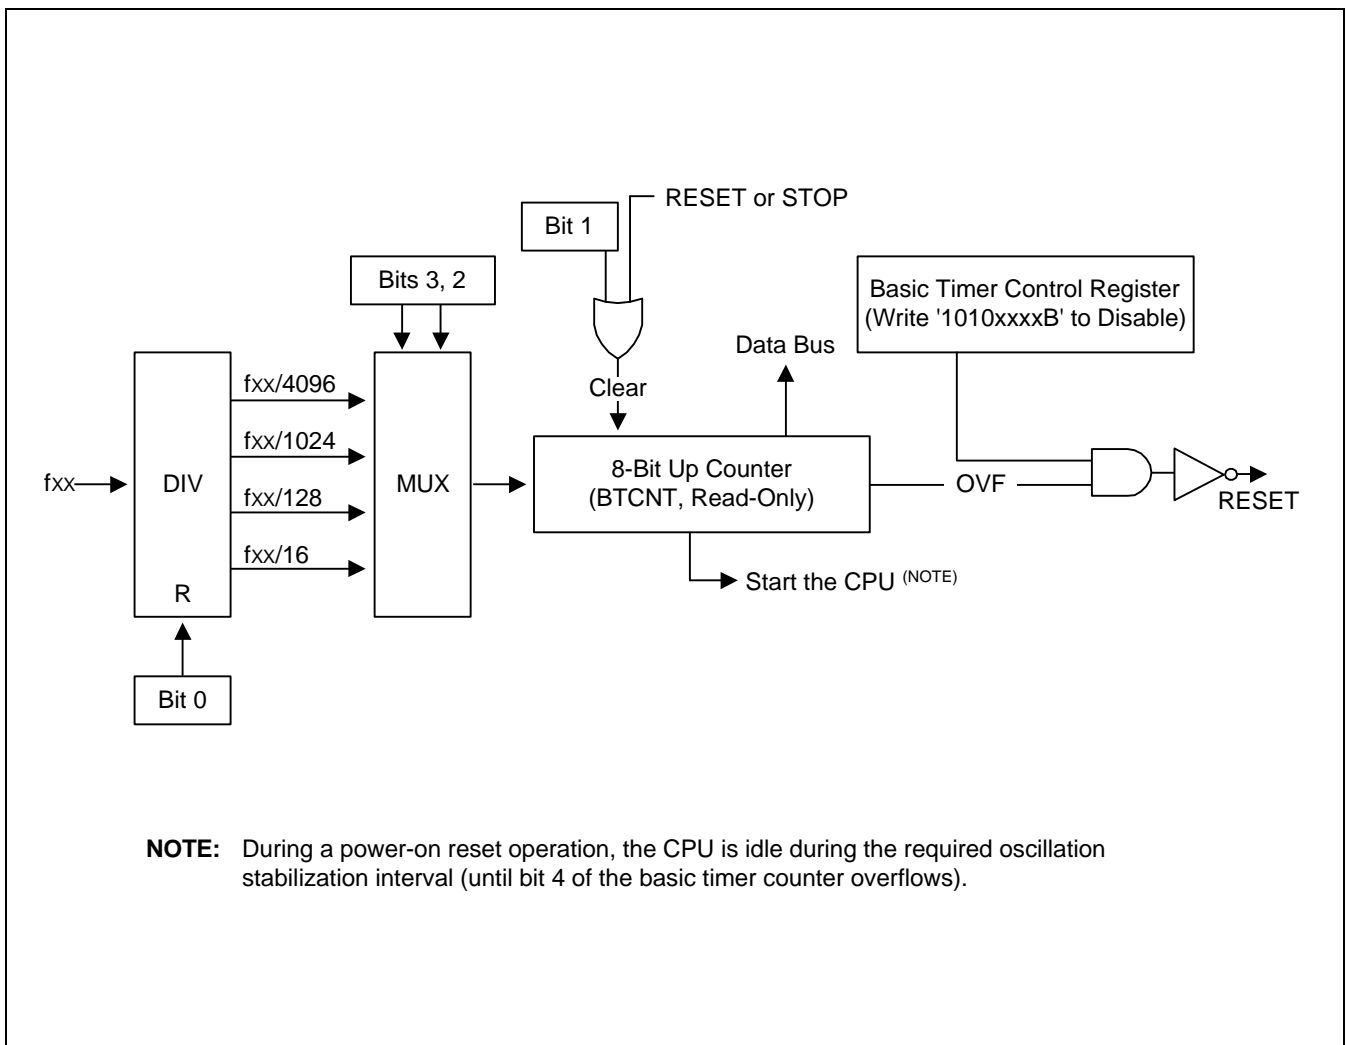 RESET or STOP
Bit 1
Bits 3, 2
Basic Timer Control Register
(Write '1010xxxxB' to Disable)
Data Bus
Clear
fxx/4096
fxx/1024
fxx/128
fxx/16
fxx
DIV
R
MUX
8-Bit Up Counter
(BTCNT, Read-Only)
OVF
RESET
Start the CPU (NOTE)
Bit 0
NOTE: During a power-on reset operation, the CPU is idle during the required oscillation
stabilization interval (until bit 4 of the basic timer counter overflows).